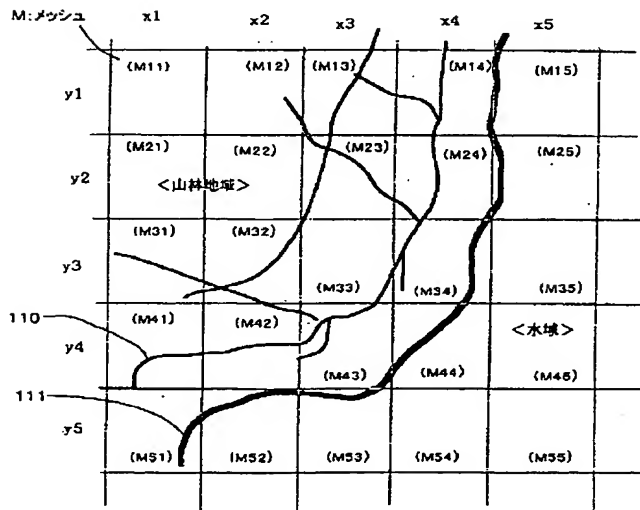 M:メッシュ x1 x2 x3 x4 x5
y1 (M11) (M12) (M13) (M14) (M15)
(M21) (M22) (M23) (M24) (M25)
y2 <山林地域>
(M31) (M32)
y3 (M33) (M34) (M35)
110 (M41) (M42) <水域>
y4 (M43) (M44) (M45)
111 y5
(M51) (M52) (M53) (M54) (M55)